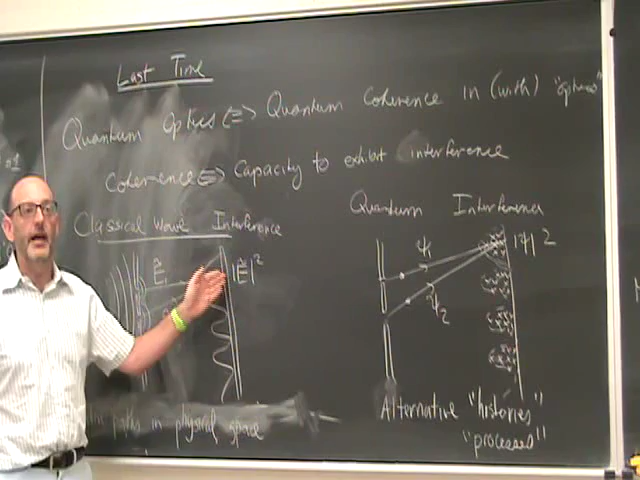 Last Time
Quantum Optics <=> Quantum Coherence in (with) "optics"
Coherence <=> Capacity to exhibit interference
Classical Wave Interference
Quantum Interference
|Ẽ|²
ψ
ψ₂
|ψ|²
paths in physical space
Alternative "histories"
"processes"